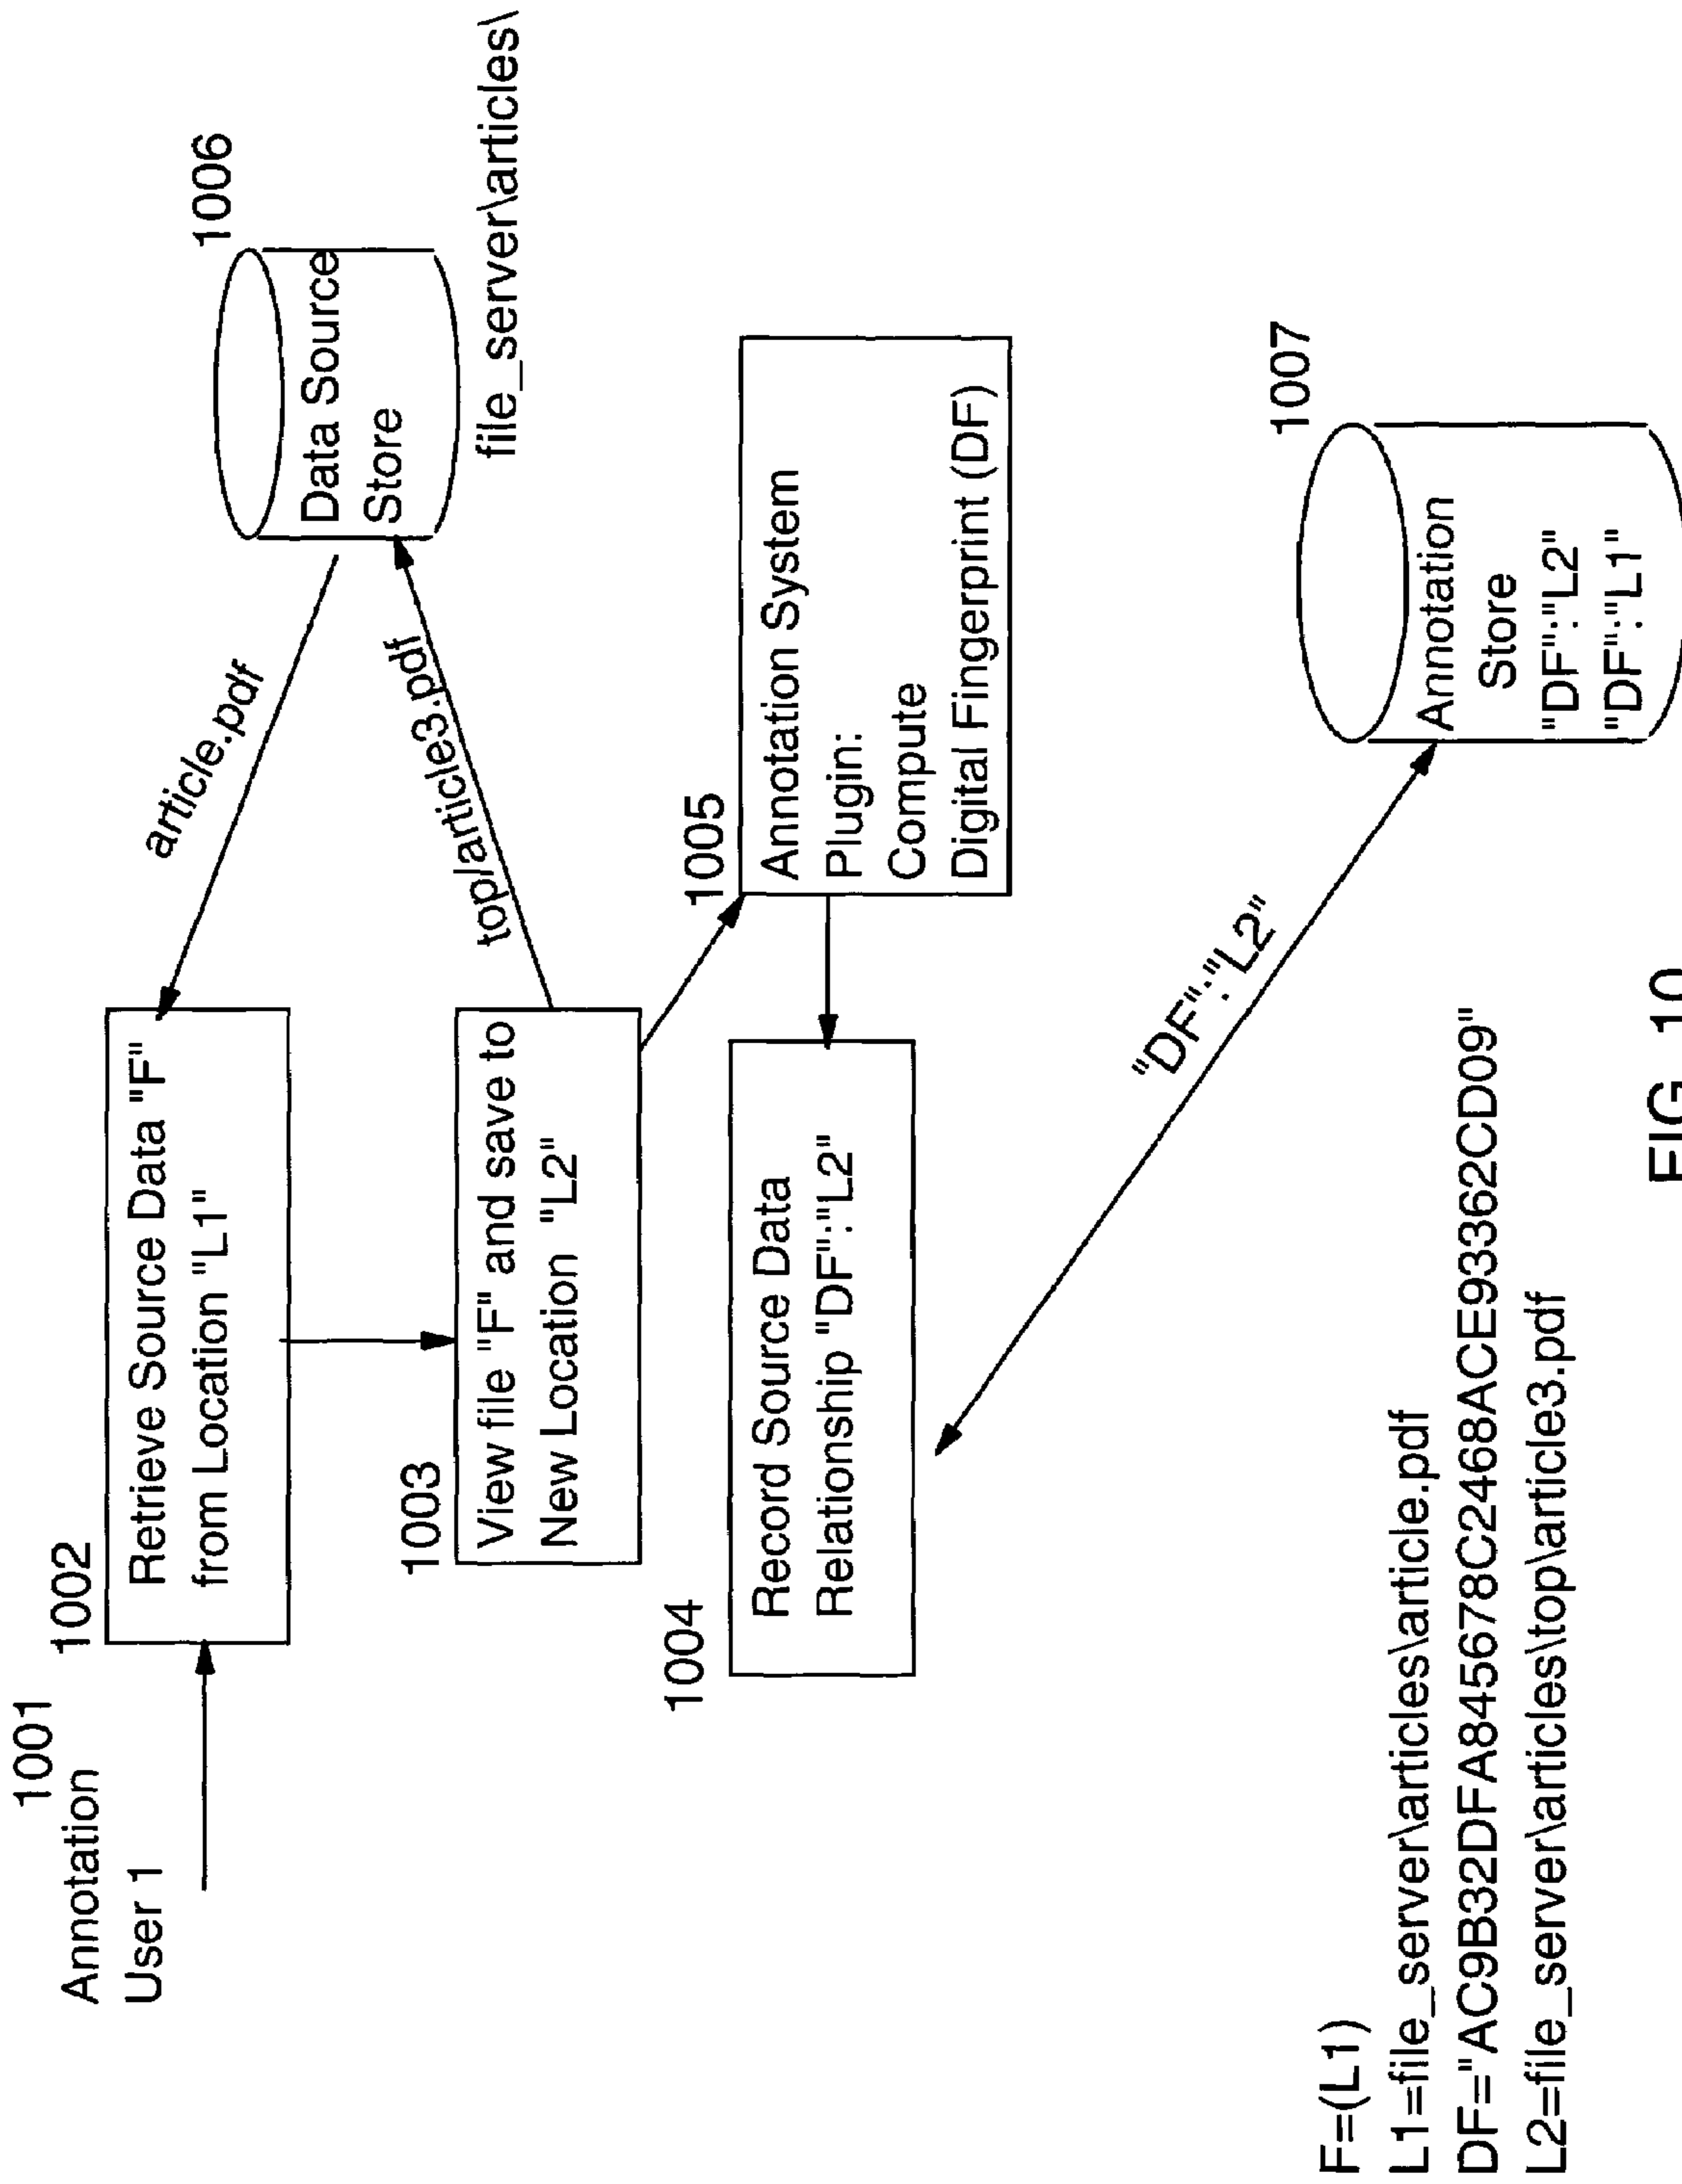 1001
Annotation
User 1
1002
Retrieve Source Data "F"
from Location "L1"
article.pdf
1006
Data Source
Store
file_server\articles\
1003
View file "F" and save to
New Location "L2"
top/article3.pdf
1004
Record Source Data
Relationship "DF":"L2"
1005
Annotation System
Plugin:
Compute
Digital Fingerprint (DF)
"DF":"L2"
1007
Annotation
Store
"DF":"L2"
"DF":"L1"
F=(L1)
L1=file_server\articles\article.pdf
DF="AC9B32DFA845678C2468ACE93362CD09"
L2=file_server\articles\top\article3.pdf
FIG. 10